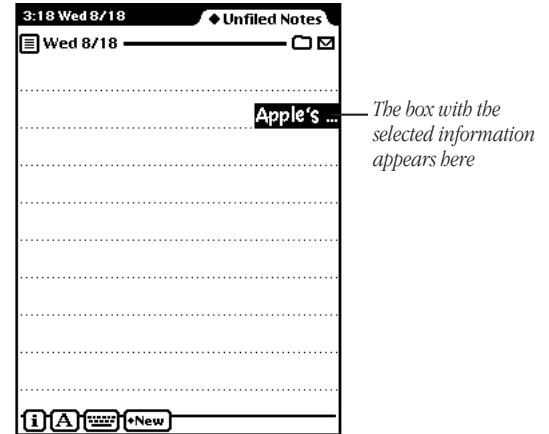 3:18 Wed 8/18
◆Unfiled Notes
Wed 8/18
Apple's ...
The box with the
selected information
appears here
i
A
•New